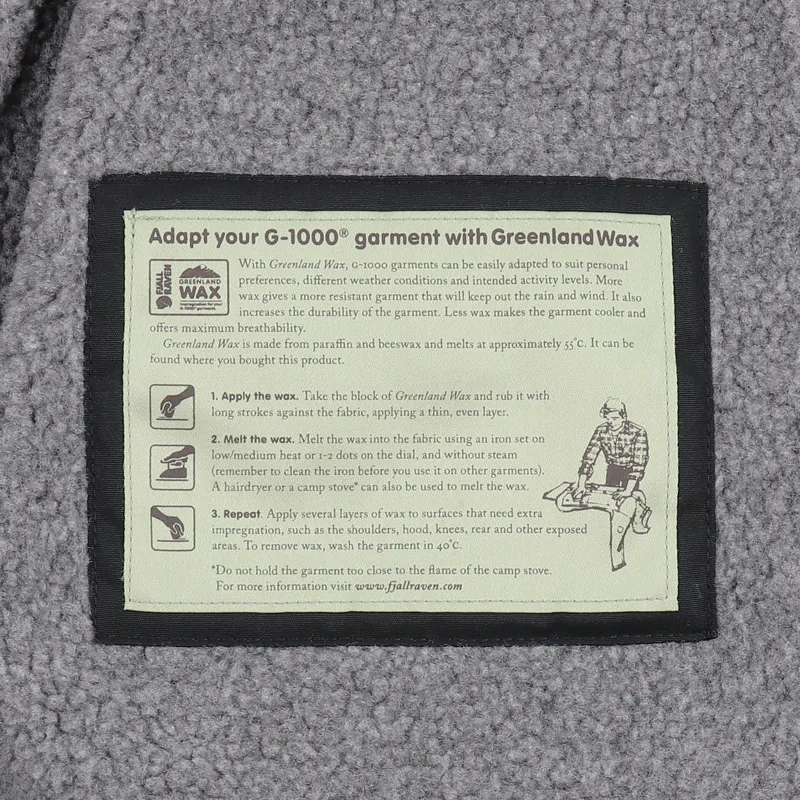 Adapt your G-1000® garment with Greenland Wax
FJÄLL
RÄVEN
GREENLAND
WAX
impregnation for your
G-1000® garments.
With Greenland Wax, G-1000 garments can be easily adapted to suit personal
preferences, different weather conditions and intended activity levels. More
wax gives a more resistant garment that will keep out the rain and wind. It also
increases the durability of the garment. Less wax makes the garment cooler and
offers maximum breathability.
Greenland Wax is made from paraffin and beeswax and melts at approximately 55°C. It can be
found where you bought this product.
1. Apply the wax. Take the block of Greenland Wax and rub it with
long strokes against the fabric, applying a thin, even layer.
2. Melt the wax. Melt the wax into the fabric using an iron set on
low/medium heat or 1-2 dots on the dial, and without steam
(remember to clean the iron before you use it on other garments).
A hairdryer or a camp stove* can also be used to melt the wax.
3. Repeat. Apply several layers of wax to surfaces that need extra
impregnation, such as the shoulders, hood, knees, rear and other exposed
areas. To remove wax, wash the garment in 40°C.
*Do not hold the garment too close to the flame of the camp stove.
For more information visit www.fjallraven.com